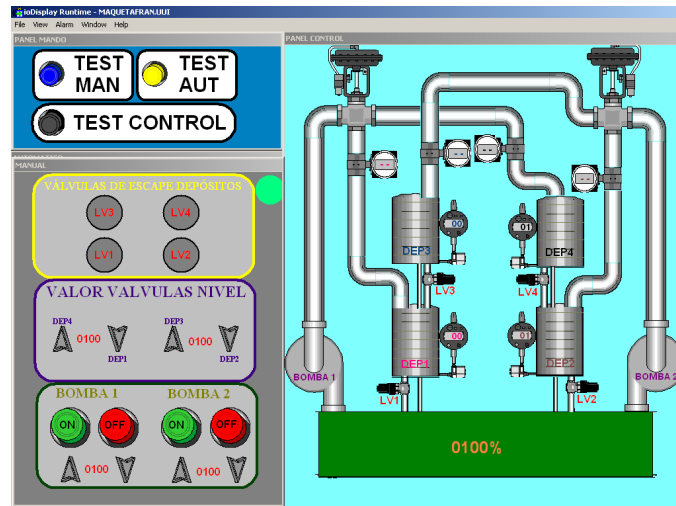 ioDisplay Runtime - MAQUETAFRAN.UUI
File View Alarm Window Help
PANEL MANDO
TEST MAN
TEST AUT
TEST CONTROL
MANUAL
VÁLVULAS DE ESCAPE DEPÓSITOS
LV3 LV4
LV1 LV2
VALOR VALVULAS NIVEL
DEP4 DEP3
0100 0100
DEP1 DEP2
BOMBA 1 BOMBA 2
ON OFF ON OFF
0100 0100
PANEL CONTROL
-- --
-- --
00 01
DEP3 DEP4
LV3 LV4
00 01
DEP1 DEP2
BOMBA 1 BOMBA 2
LV1 LV2
0100%